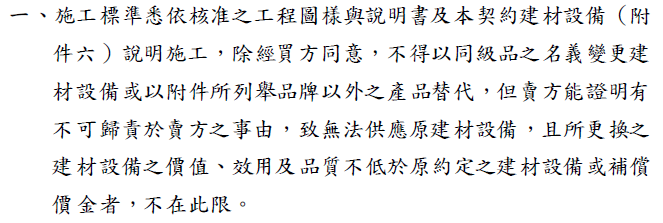 一、施工標準悉依核准之工程圖樣與說明書及本契約建材設備（附
件六）說明施工，除經買方同意，不得以同級品之名義變更建
材設備或以附件所列舉品牌以外之產品替代，但賣方能證明有
不可歸責於賣方之事由，致無法供應原建材設備，且所更換之
建材設備之價值、效用及品質不低於原約定之建材設備或補償
價金者，不在此限。